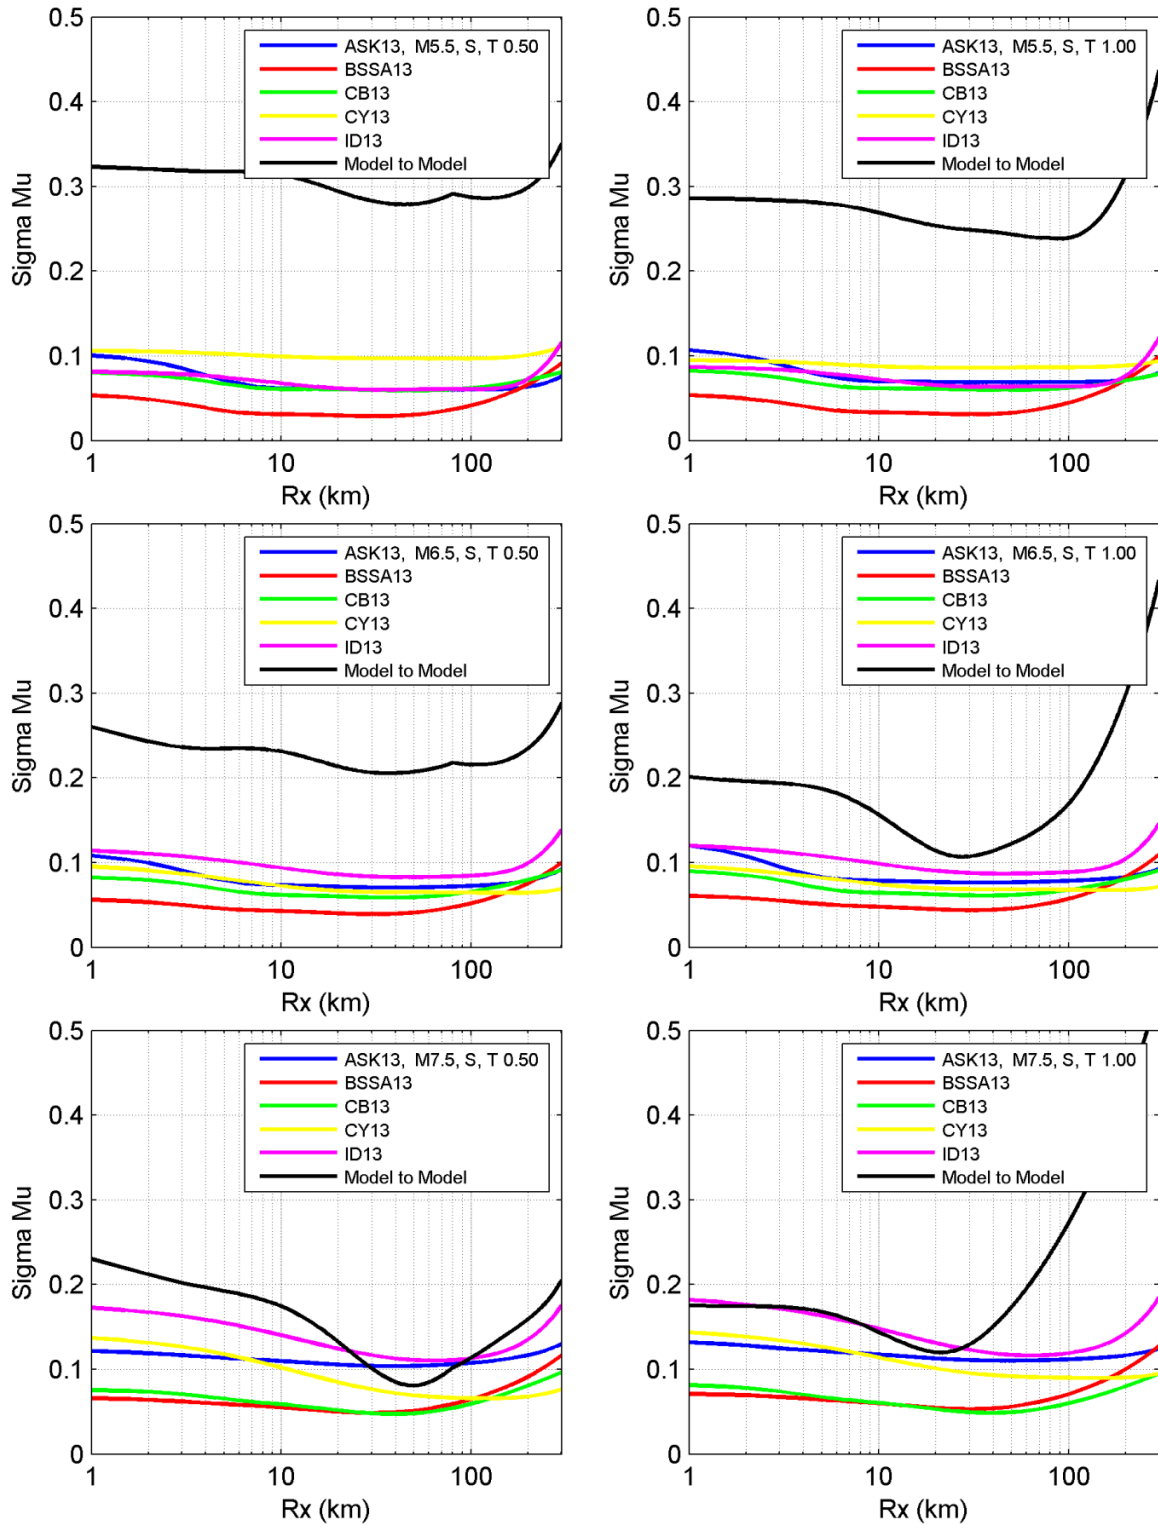 0.5
0.4
0.3
0.2
0.1
0
Sigma Mu
ASK13, M5.5, S, T 0.50
BSSA13
CB13
CY13
ID13
Model to Model
1
10
100
Rx (km)
0.5
0.4
0.3
0.2
0.1
0
Sigma Mu
ASK13, M5.5, S, T 1.00
BSSA13
CB13
CY13
ID13
Model to Model
1
10
100
Rx (km)
0.5
0.4
0.3
0.2
0.1
0
Sigma Mu
ASK13, M6.5, S, T 0.50
BSSA13
CB13
CY13
ID13
Model to Model
1
10
100
Rx (km)
0.5
0.4
0.3
0.2
0.1
0
Sigma Mu
ASK13, M6.5, S, T 1.00
BSSA13
CB13
CY13
ID13
Model to Model
1
10
100
Rx (km)
0.5
0.4
0.3
0.2
0.1
0
Sigma Mu
ASK13, M7.5, S, T 0.50
BSSA13
CB13
CY13
ID13
Model to Model
1
10
100
Rx (km)
0.5
0.4
0.3
0.2
0.1
0
Sigma Mu
ASK13, M7.5, S, T 1.00
BSSA13
CB13
CY13
ID13
Model to Model
1
10
100
Rx (km)